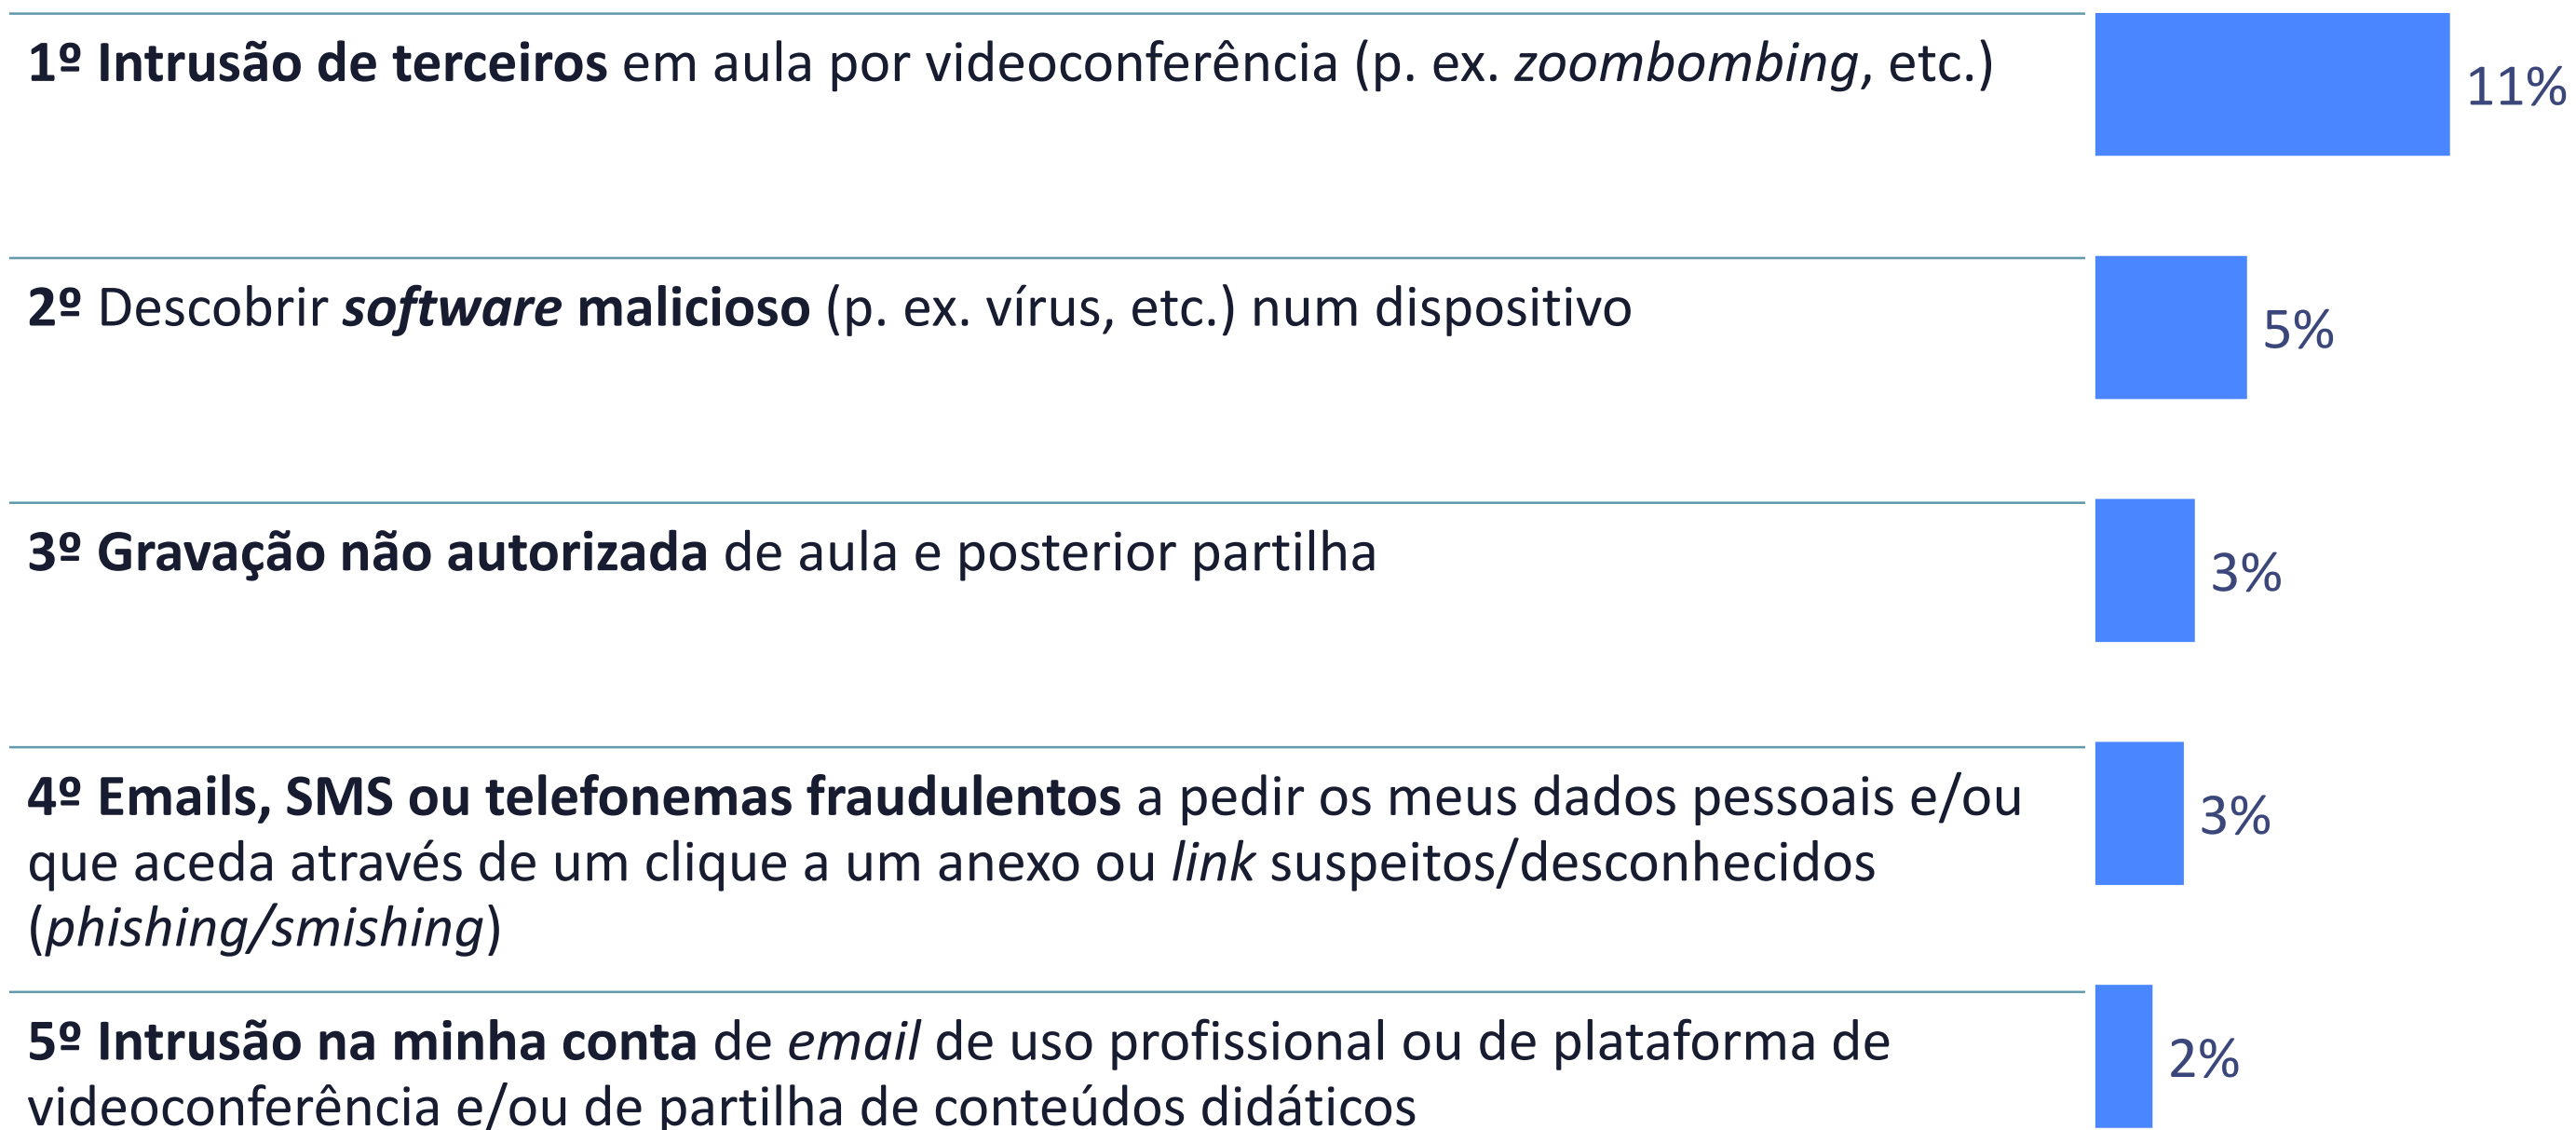 1º Intrusão de terceiros em aula por videoconferência (p. ex. zoombombing, etc.)
11%
2º Descobrir software malicioso (p. ex. vírus, etc.) num dispositivo
5%
3º Gravação não autorizada de aula e posterior partilha
3%
4º Emails, SMS ou telefonemas fraudulentos a pedir os meus dados pessoais e/ou
que aceda através de um clique a um anexo ou link suspeitos/desconhecidos
(phishing/smishing)
3%
5º Intrusão na minha conta de email de uso profissional ou de plataforma de
videoconferência e/ou de partilha de conteúdos didáticos
2%